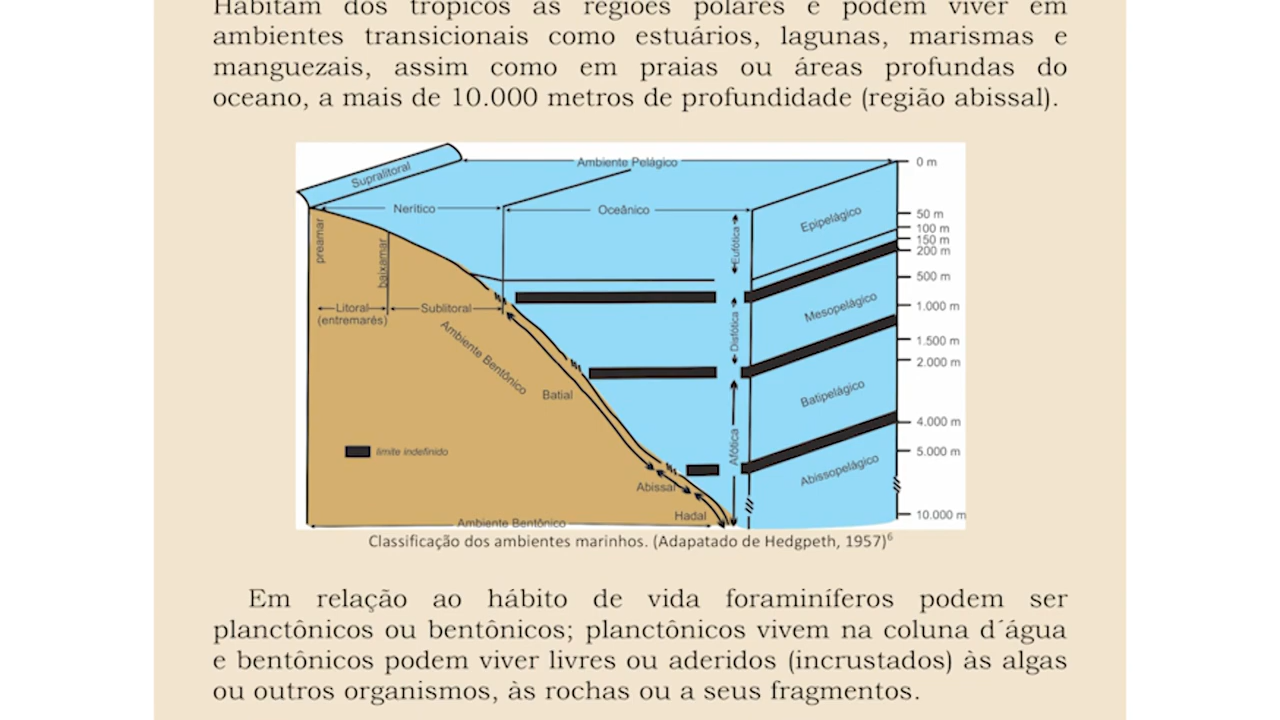 Habitam dos trópicos às regiões polares e podem viver em
ambientes transicionais como estuários, lagunas, marismas e
manguezais, assim como em praias ou áreas profundas do
oceano, a mais de 10.000 metros de profundidade (região abissal).
Ambiente Pelágico
0 m
Supralitoral
Nerítico
Oceânico
Epipelágico
50 m
100 m
150 m
200 m
preamar
baixamar
Eufótica
500 m
Litoral
(entremarés)
Sublitoral
Mesopelágico
1.000 m
Disfótica
1.500 m
2.000 m
Ambiente Bentônico
Batial
Batipelágico
4.000 m
Afótica
limite indefinido
5.000 m
Abissopelágico
Abissal
Hadal
10.000 m
Ambiente Bentônico
Classificação dos ambientes marinhos. (Adapatado de Hedgpeth, 1957)⁶
Em relação ao hábito de vida foraminíferos podem ser
planctônicos ou bentônicos; planctônicos vivem na coluna d´água
e bentônicos podem viver livres ou aderidos (incrustados) às algas
ou outros organismos, às rochas ou a seus fragmentos.